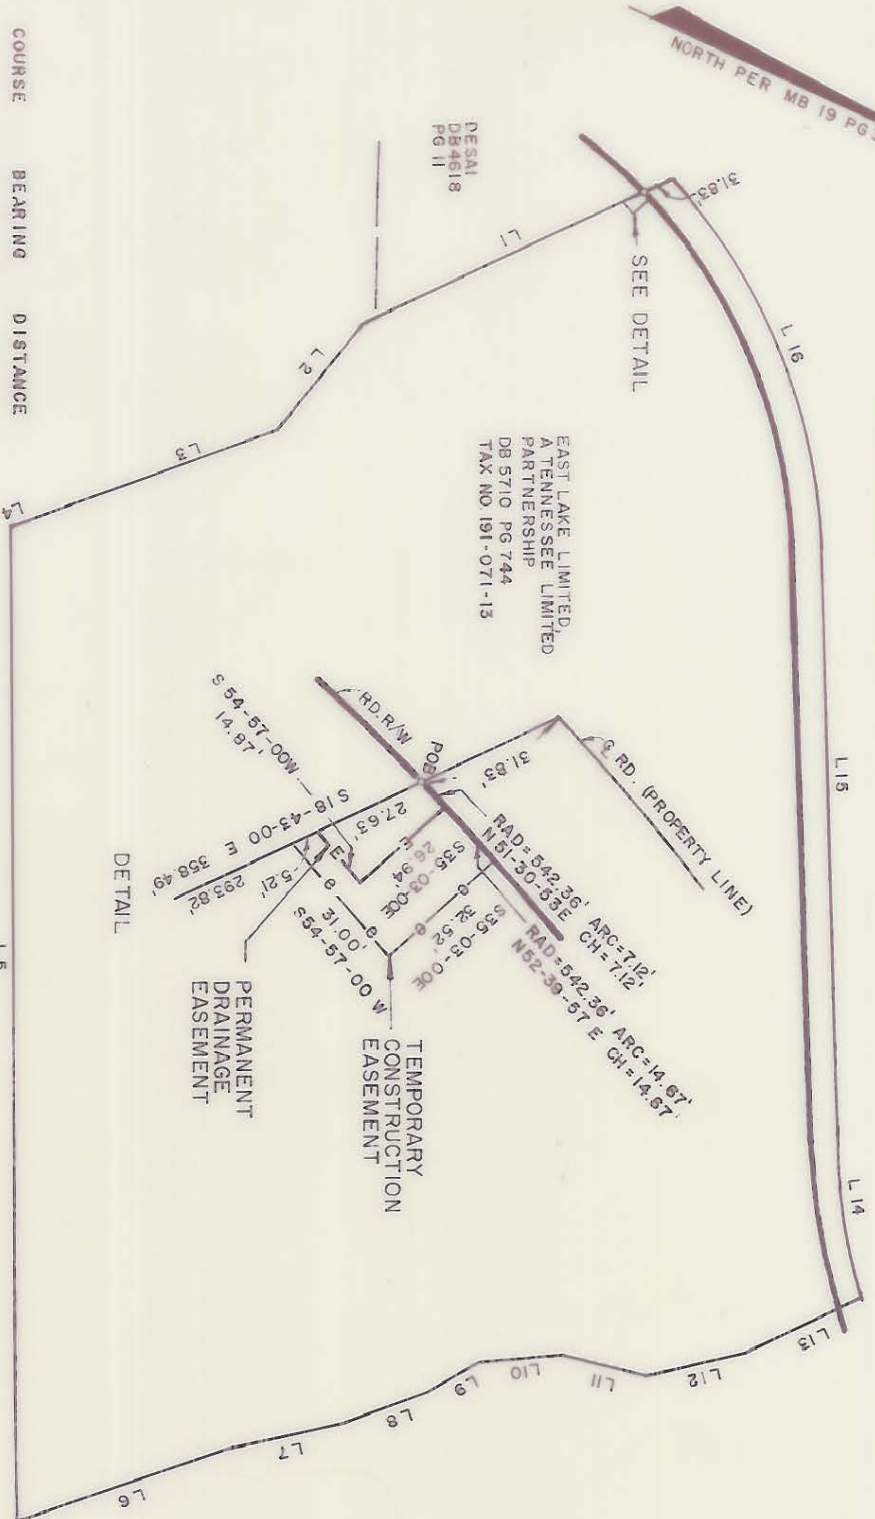 NORTH PER MB 19 PG
31.83'
L 16
L 15
L 14
L13
L12
L11
L10
L9
L8
L7
L6
L5
L4
L3
L2
L1
SEE DETAIL
DESAI
DB 4618
PG 11
EAST LAKE LIMITED,
A TENNESSEE LIMITED
PARTNERSHIP
DB 5710 PG 744
TAX NO. 191-071-13
℄ RD. (PROPERTY LINE)
31.83'
POB
RD. R/W
RAD=542.36' ARC=7.12'
N51-30-53E CH=7.12'
RAD=542.36' ARC=14.67'
N52-39-57 E CH=14.67'
S35-03-00E
26.94'
S35-03-00E
32.52'
27.63'
S 54-57-00W
14.87'
S18-43-00 E 358.49'
5.21'
293.82'
31.00'
S54-57-00 W
E
E
e
e
e
e
TEMPORARY
CONSTRUCTION
EASEMENT
PERMANENT
DRAINAGE
EASEMENT
DETAIL
COURSE BEARING DISTANCE